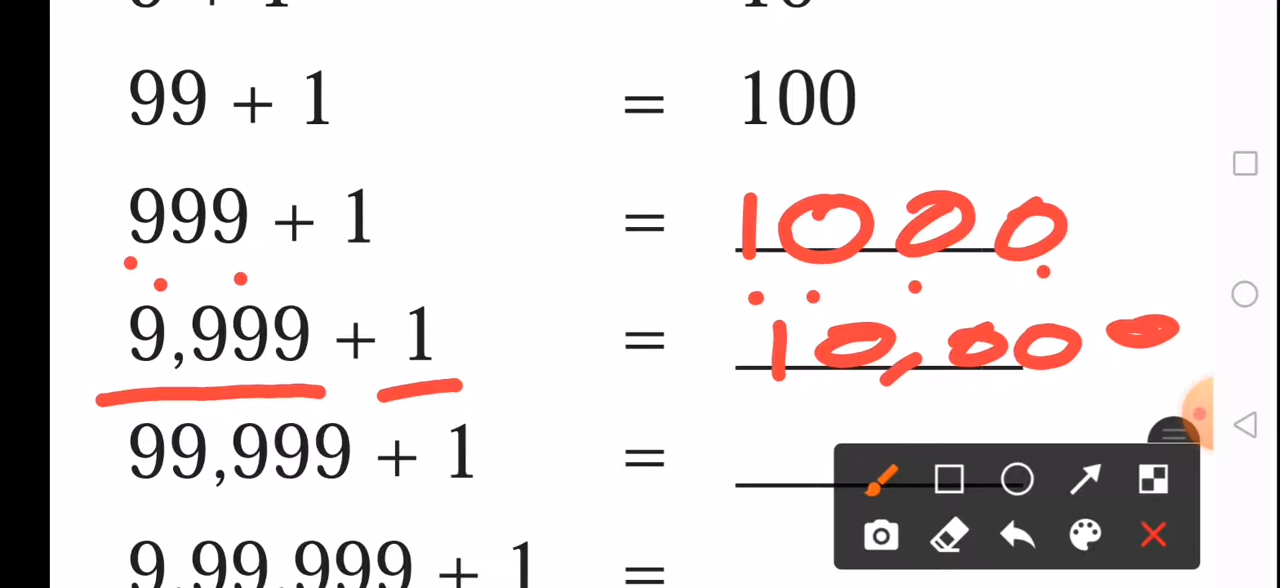 99 + 1 = 100
999 + 1 = 1000
9,999 + 1 = 10,000
99,999 + 1 =
9,99,999 + 1 =